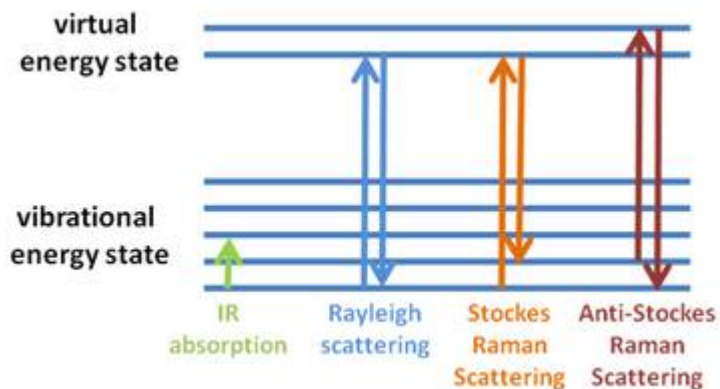 virtual
energy state
vibrational
energy state
IR
absorption
Rayleigh
scattering
Stockes
Raman
Scattering
Anti-Stockes
Raman
Scattering